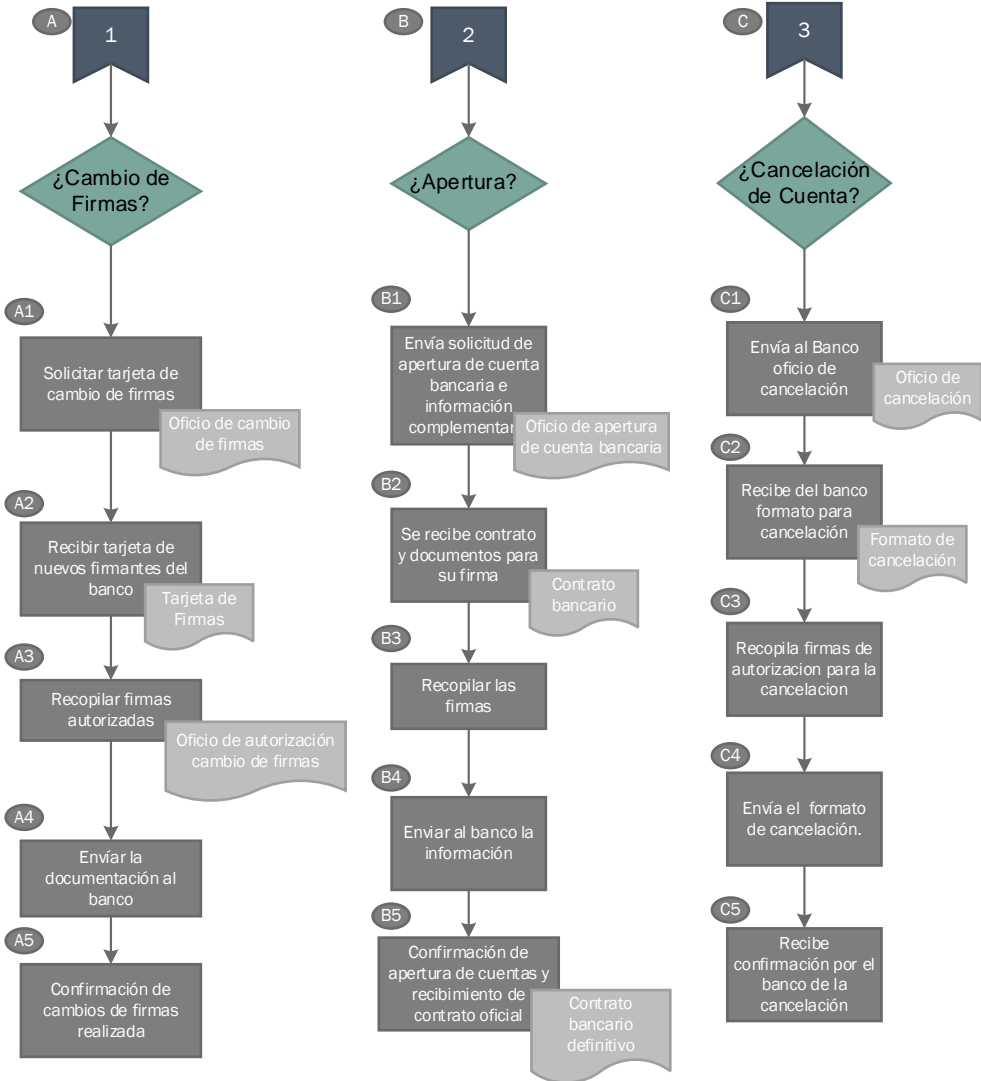 A
1
¿Cambio de
Firmas?
A1
Solicitar tarjeta de
cambio de firmas
Oficio de cambio
de firmas
A2
Recibir tarjeta de
nuevos firmantes del
banco
Tarjeta de
Firmas
A3
Recopilar firmas
autorizadas
Oficio de autorización
cambio de firmas
A4
Envíar la
documentación al
banco
A5
Confirmación de
cambios de firmas
realizada
B
2
¿Apertura?
B1
Envía solicitud de
apertura de cuenta
bancaria e
información
complementar
Oficio de apertura
de cuenta bancaria
B2
Se recibe contrato
y documentos para
su firma
Contrato
bancario
B3
Recopilar las
firmas
B4
Enviar al banco la
información
B5
Confirmación de
apertura de cuentas y
recibimiento de
contrato oficial
Contrato
bancario
definitivo
C
3
¿Cancelación
de Cuenta?
C1
Envía al Banco
oficio de
cancelación
Oficio de
cancelación
C2
Recibe del banco
formato para
cancelación
Formato de
cancelación
C3
Recopila firmas de
autorizacion para la
cancelacion
C4
Envía el formato
de cancelación.
C5
Recibe
confirmación por el
banco de la
cancelación